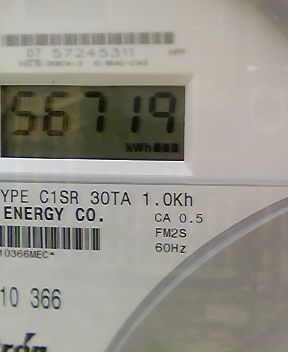 07 57245311
56719
kWh
YPE C1SR 30TA 1.0Kh
ENERGY CO.
CA 0.5
FM2S
60Hz
10366MEC*
10 366
rón